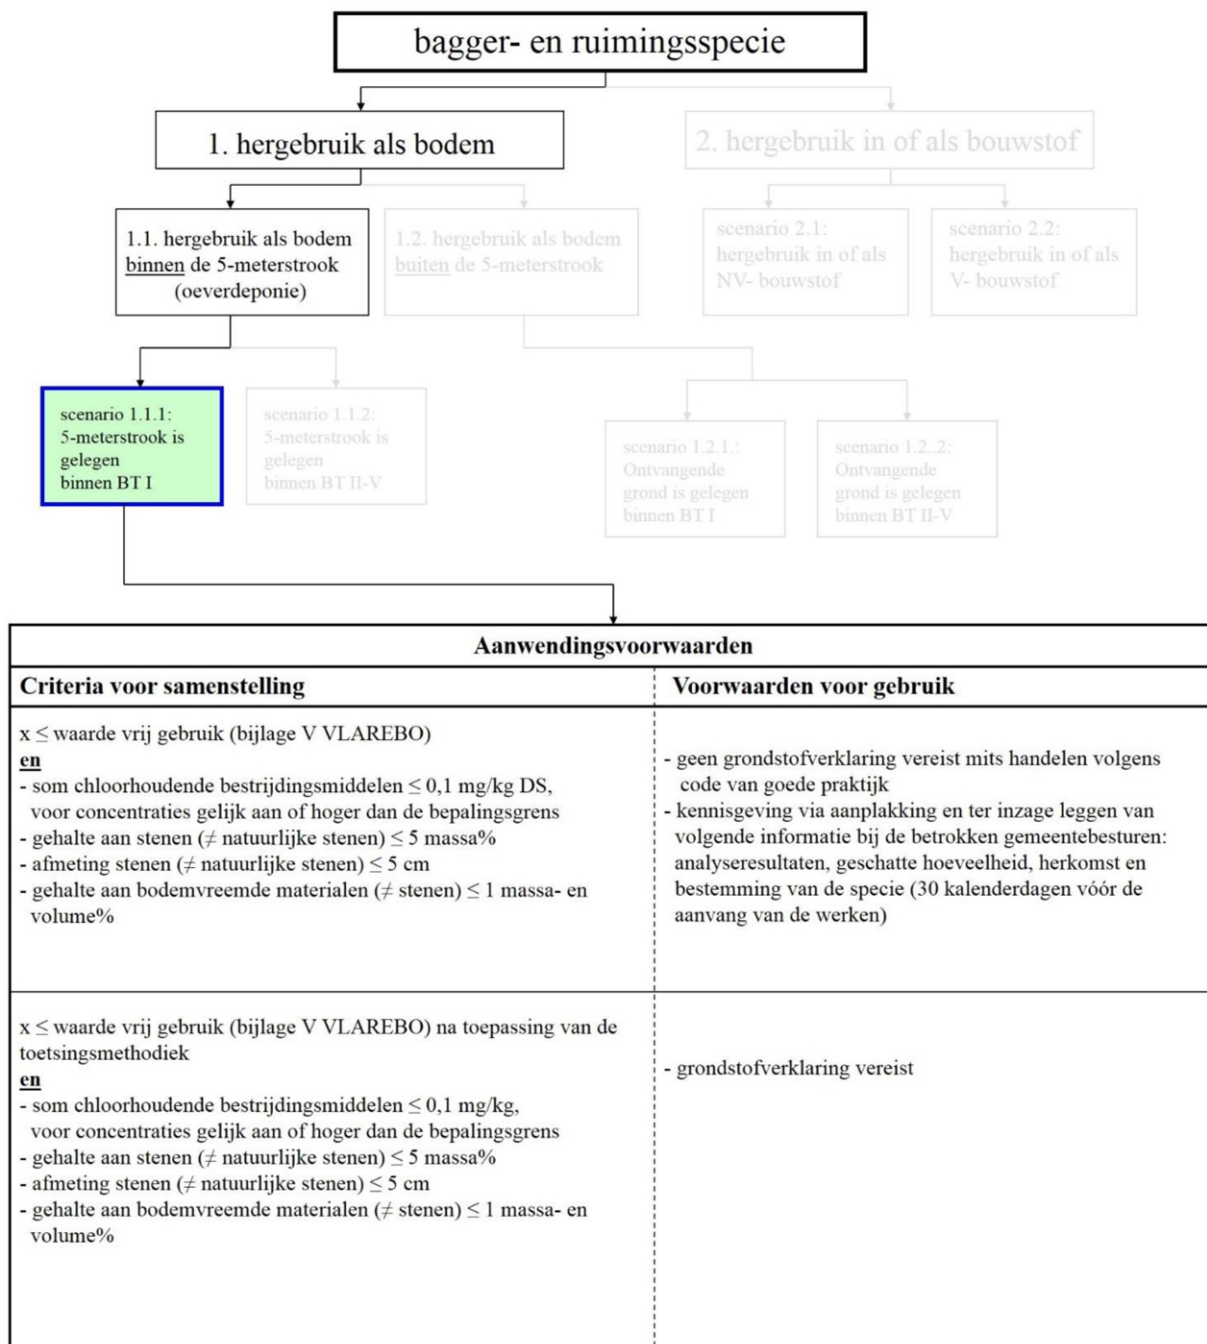 bagger- en ruimingsspecie
1. hergebruik als bodem
2. hergebruik in of als bouwstof
1.1. hergebruik als bodem
binnen de 5-meterstrook
(oeverdeponie)
1.2. hergebruik als bodem
buiten de 5-meterstrook
scenario 2.1:
hergebruik in of als
NV- bouwstof
scenario 2.2:
hergebruik in of als
V- bouwstof
scenario 1.1.1:
5-meterstrook is
gelegen
binnen BT I
scenario 1.1.2:
5-meterstrook is
gelegen
binnen BT II-V
scenario 1.2.1.:
Ontvangende
grond is gelegen
binnen BT I
scenario 1.2..2:
Ontvangende
grond is gelegen
binnen BT II-V
Aanwendingsvoorwaarden
Criteria voor samenstelling
Voorwaarden voor gebruik
x ≤ waarde vrij gebruik (bijlage V VLAREBO)
en
- som chloorhoudende bestrijdingsmiddelen ≤ 0,1 mg/kg DS,
voor concentraties gelijk aan of hoger dan de bepalingsgrens
- gehalte aan stenen (≠ natuurlijke stenen) ≤ 5 massa%
- afmeting stenen (≠ natuurlijke stenen) ≤ 5 cm
- gehalte aan bodemvreemde materialen (≠ stenen) ≤ 1 massa- en
volume%
- geen grondstofverklaring vereist mits handelen volgens
code van goede praktijk
- kennisgeving via aanplakking en ter inzage leggen van
volgende informatie bij de betrokken gemeentebesturen:
analyseresultaten, geschatte hoeveelheid, herkomst en
bestemming van de specie (30 kalenderdagen vóór de
aanvang van de werken)
x ≤ waarde vrij gebruik (bijlage V VLAREBO) na toepassing van de
toetsingsmethodiek
en
- som chloorhoudende bestrijdingsmiddelen ≤ 0,1 mg/kg,
voor concentraties gelijk aan of hoger dan de bepalingsgrens
- gehalte aan stenen (≠ natuurlijke stenen) ≤ 5 massa%
- afmeting stenen (≠ natuurlijke stenen) ≤ 5 cm
- gehalte aan bodemvreemde materialen (≠ stenen) ≤ 1 massa- en
volume%
- grondstofverklaring vereist